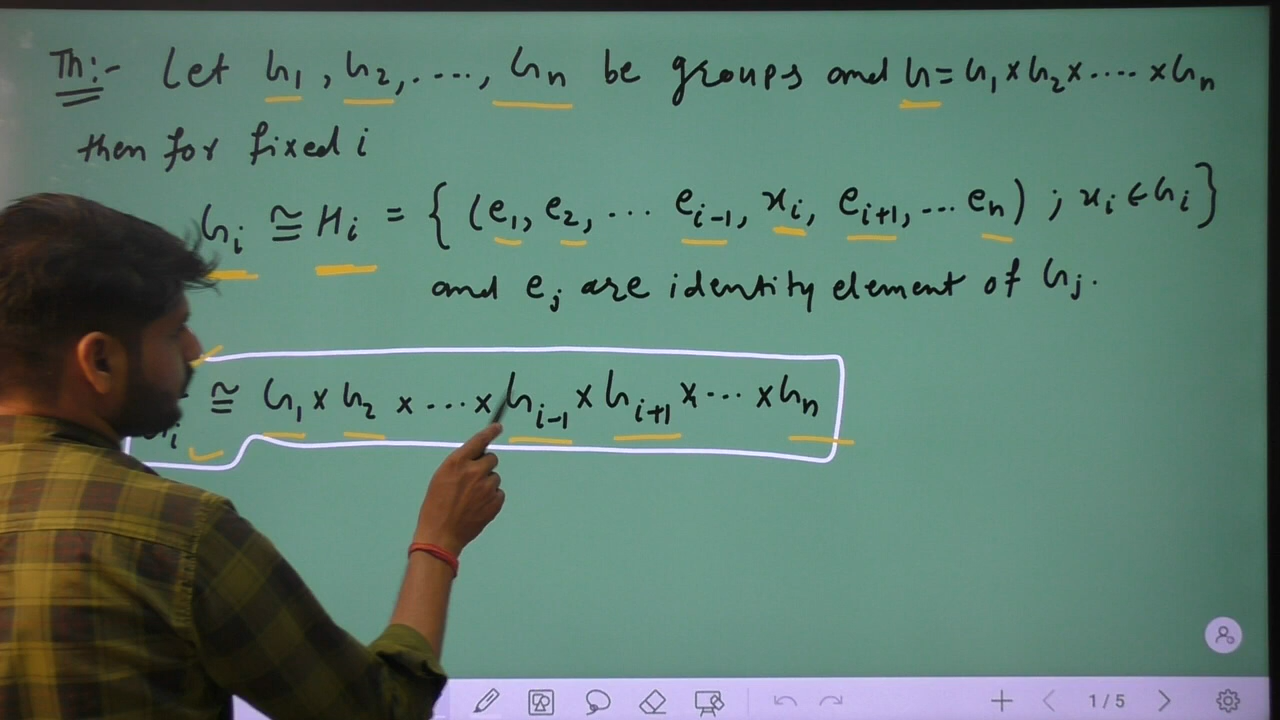 Th:- Let G1, G2, ...., Gn be groups and G = G1 × G2 × ..... × Gn
then for fixed i
Gi ≅ Hi = { (e1, e2, ... ei-1, xi, ei+1, ... en) ; xi ∈ Gi }
and ej are identity element of Gj.
≅ G1 × G2 × ... × Gi-1 × Gi+1 × ... × Gn
1/5